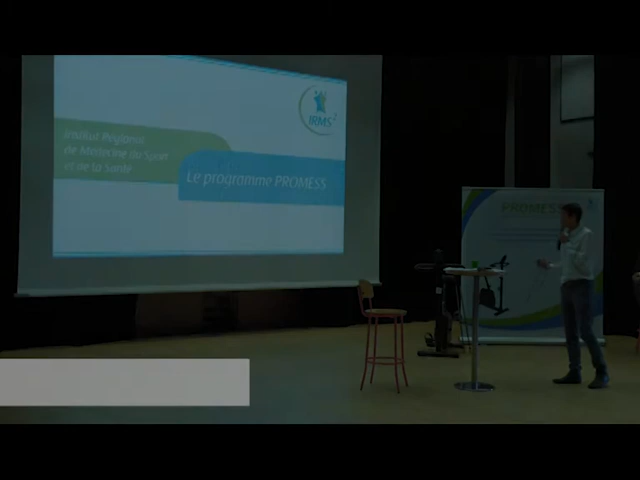 IRMS
Institut Régional
de Médecine du Sport
et de la Santé
Le programme PROMESS
PROMESS